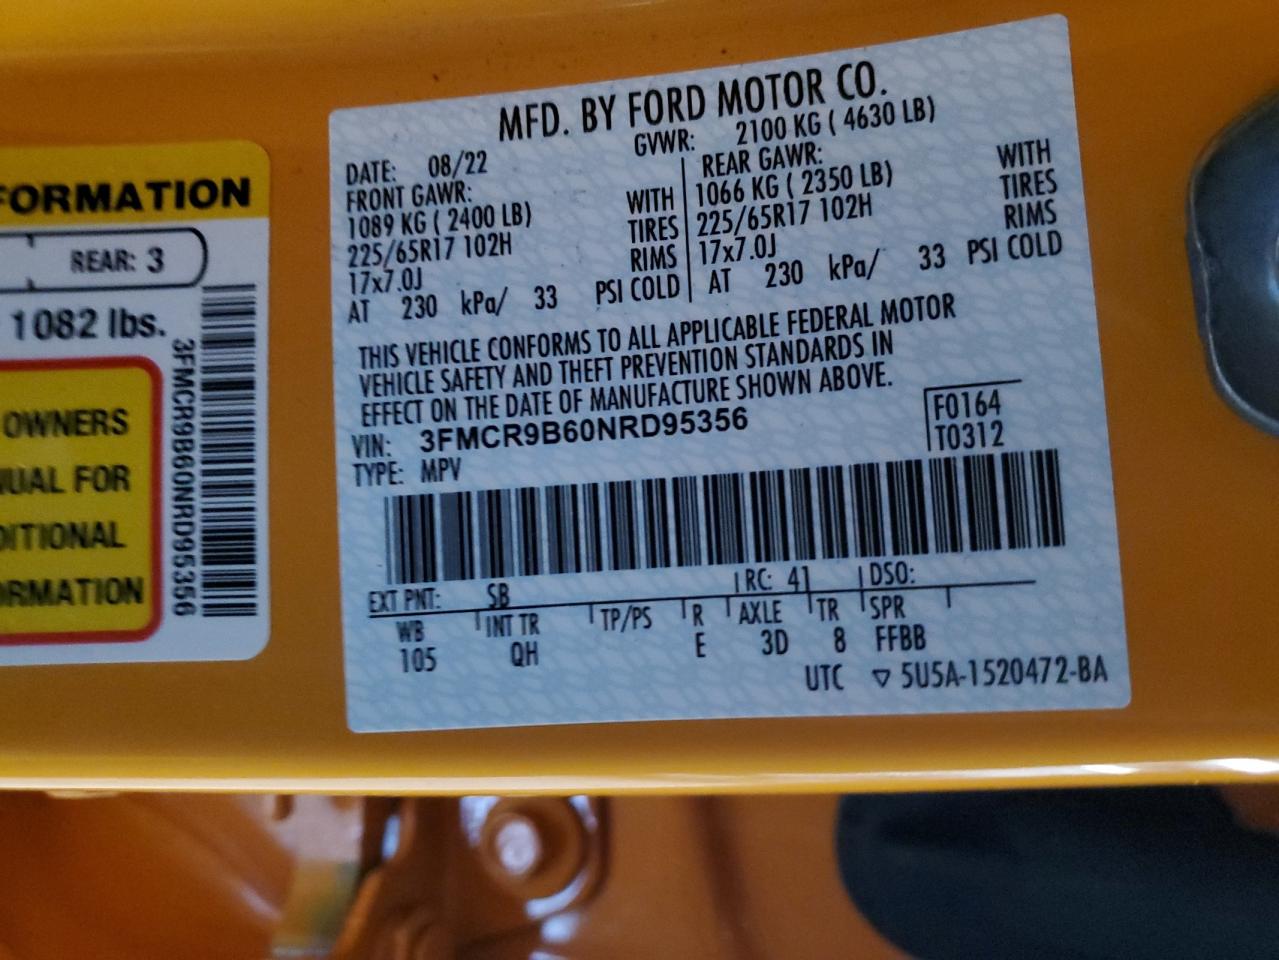 FORMATION
REAR: 3
1082 lbs.
OWNERS
UAL FOR
DITIONAL
ORMATION
3FMCR9B60NRD95356
MFD. BY FORD MOTOR CO.
DATE: 08/22 GVWR: 2100 KG ( 4630 LB)
FRONT GAWR:
1089 KG ( 2400 LB) WITH
225/65R17 102H TIRES
17x7.0J RIMS
AT 230 kPa/ 33 PSI COLD
REAR GAWR:
1066 KG ( 2350 LB) WITH
225/65R17 102H TIRES
17x7.0J RIMS
AT 230 kPa/ 33 PSI COLD
THIS VEHICLE CONFORMS TO ALL APPLICABLE FEDERAL MOTOR
VEHICLE SAFETY AND THEFT PREVENTION STANDARDS IN
EFFECT ON THE DATE OF MANUFACTURE SHOWN ABOVE.
VIN: 3FMCR9B60NRD95356
TYPE: MPV
F0164
T0312
EXT PNT: SB RC: 41 DSO:
WB INT TR TP/PS R AXLE TR SPR
105 QH E 3D 8 FFBB
UTC ▽ 5U5A-1520472-BA